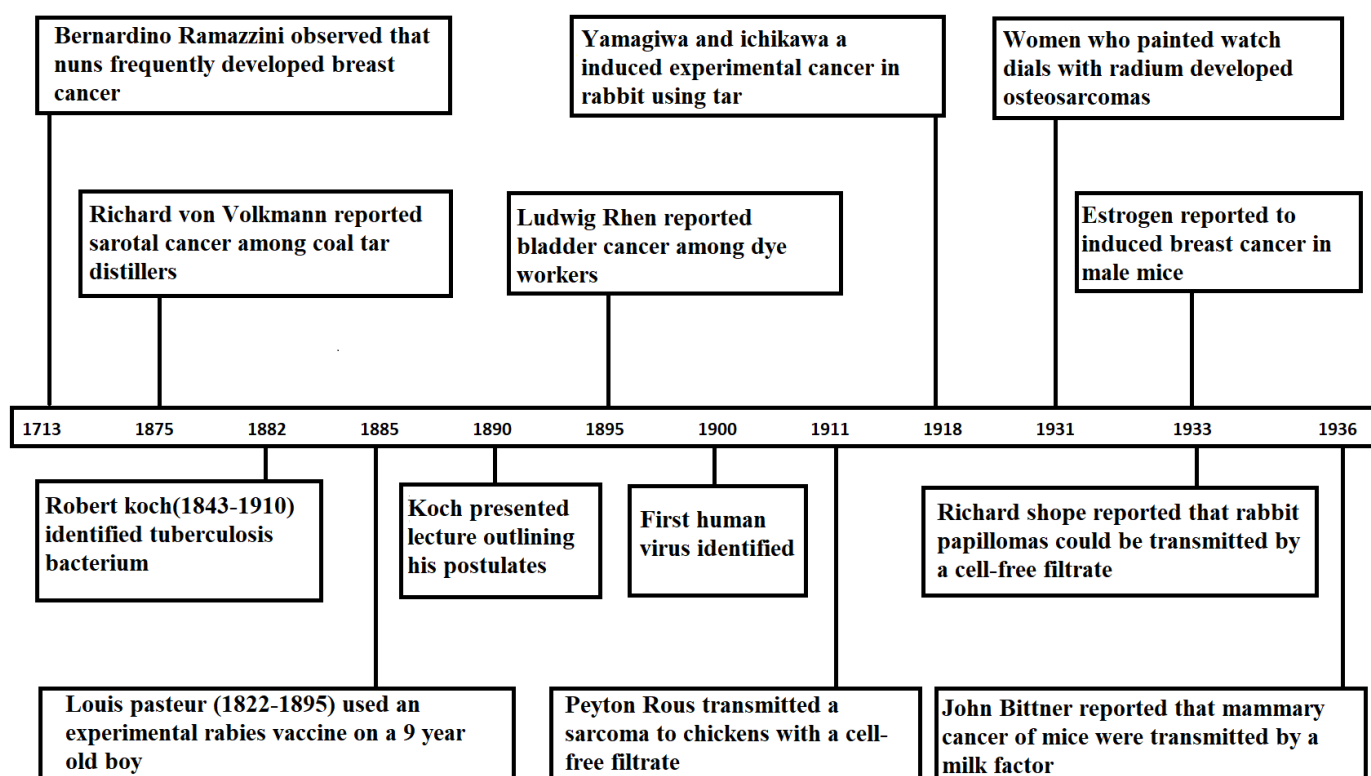 Bernardino Ramazzini observed that
nuns frequently developed breast
cancer
Yamagiwa and ichikawa a
induced experimental cancer in
rabbit using tar
Women who painted watch
dials with radium developed
osteosarcomas
Richard von Volkmann reported
sarotal cancer among coal tar
distillers
Ludwig Rhen reported
bladder cancer among dye
workers
Estrogen reported to
induced breast cancer in
male mice
1713 1875 1882 1885 1890 1895 1900 1911 1918 1931 1933 1936
Robert koch(1843-1910)
identified tuberculosis
bacterium
Koch presented
lecture outlining
his postulates
First human
virus identified
Richard shope reported that rabbit
papillomas could be transmitted by
a cell-free filtrate
Louis pasteur (1822-1895) used an
experimental rabies vaccine on a 9 year
old boy
Peyton Rous transmitted a
sarcoma to chickens with a cell-
free filtrate
John Bittner reported that mammary
cancer of mice were transmitted by a
milk factor